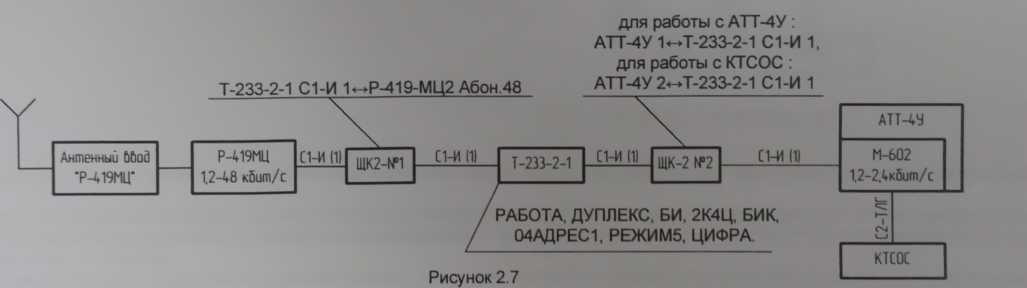 для работы с АТТ-4У :
АТТ-4У 1↔Т-233-2-1 С1-И 1,
для работы с КТСОС :
АТТ-4У 2↔Т-233-2-1 С1-И 1
Т-233-2-1 С1-И 1↔Р-419-МЦ2 Абон.48
АТТ-4У
Антенный ввод
"Р-419МЦ"
Р-419МЦ
1,2-48 кбит/с
С1-И (1)
ЩК2-№1
С1-И (1)
Т-233-2-1
С1-И (1)
ЩК-2 №2
С1-И (1)
М-602
1,2-2,4кбит/с
РАБОТА, ДУПЛЕКС, БИ, 2К4Ц, БИК,
04АДРЕС1, РЕЖИМ5, ЦИФРА.
С2-ТЛГ
КТСОС
Рисунок 2.7